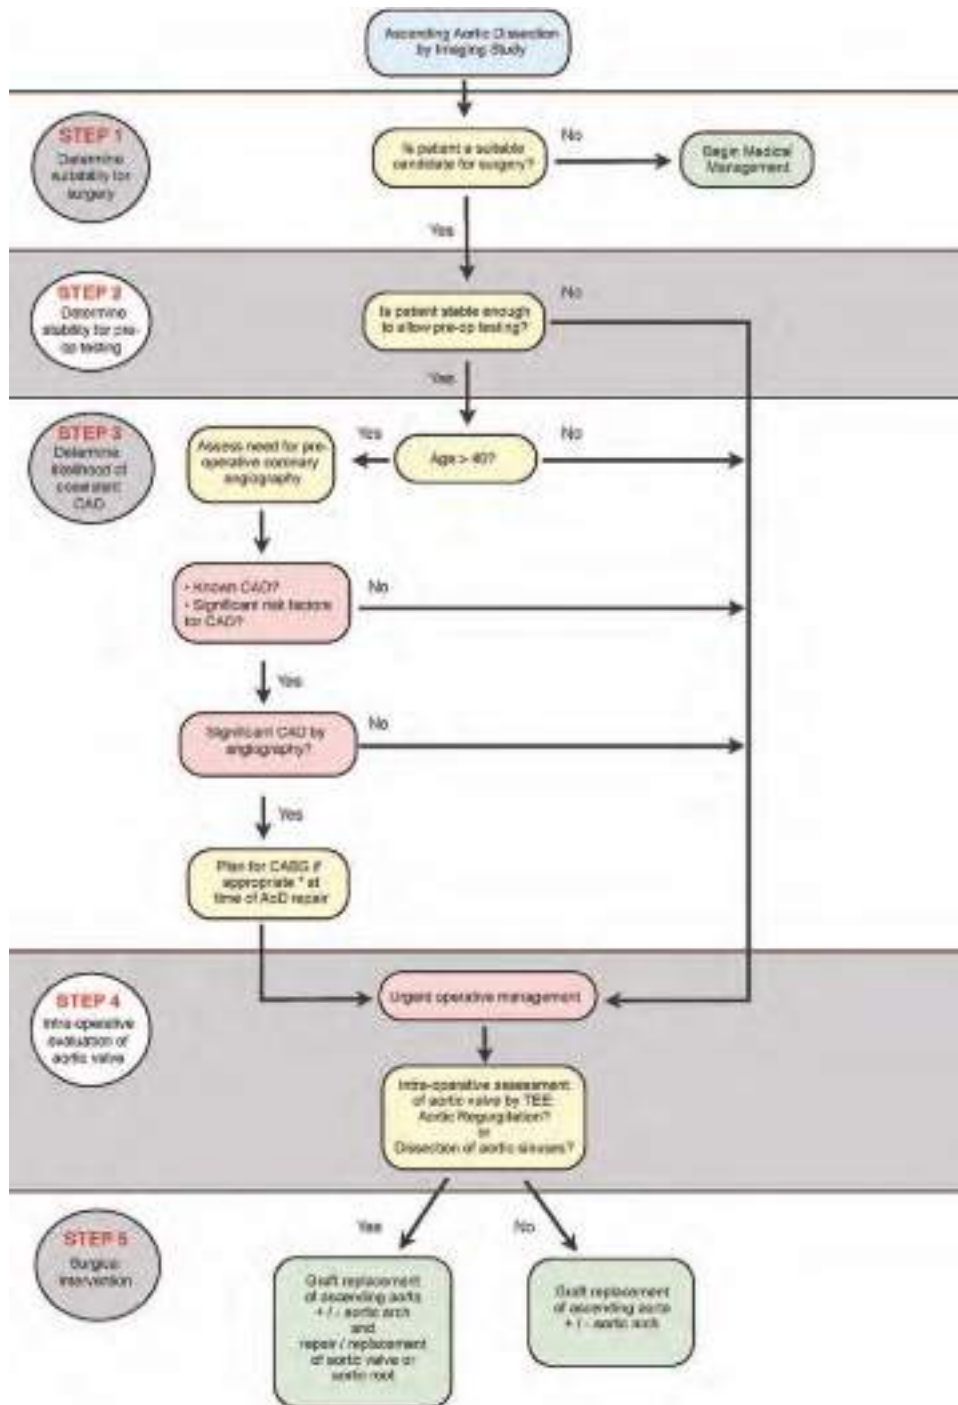 Ascending Aortic Dissection
by Imaging Study
STEP 1
Determine
suitability for
surgery
Is patient a suitable
candidate for surgery?
No
Begin Medical
Management
Yes
STEP 2
Determine
stability for pre-
op testing
Is patient stable enough
to allow pre-op testing?
No
Yes
STEP 3
Determine
likelihood of
coexistent
CAD
Assess need for pre-
operative coronary
angiography
Yes
Age > 40?
No
• Known CAD?
• Significant risk factors
for CAD?
No
Yes
Significant CAD by
angiography?
No
Yes
Plan for CABG if
appropriate * at
time of AoD repair
STEP 4
Intra-operative
evaluation of
aortic valve
Urgent operative management
Intra-operative assessment
of aortic valve by TEE:
Aortic Regurgitation?
or
Dissection of aortic sinuses?
STEP 5
Surgical
intervention
Yes
No
Graft replacement
of ascending aorta
+ / - aortic arch
and
repair / replacement
of aortic valve or
aortic root
Graft replacement
of ascending aorta
+ / - aortic arch